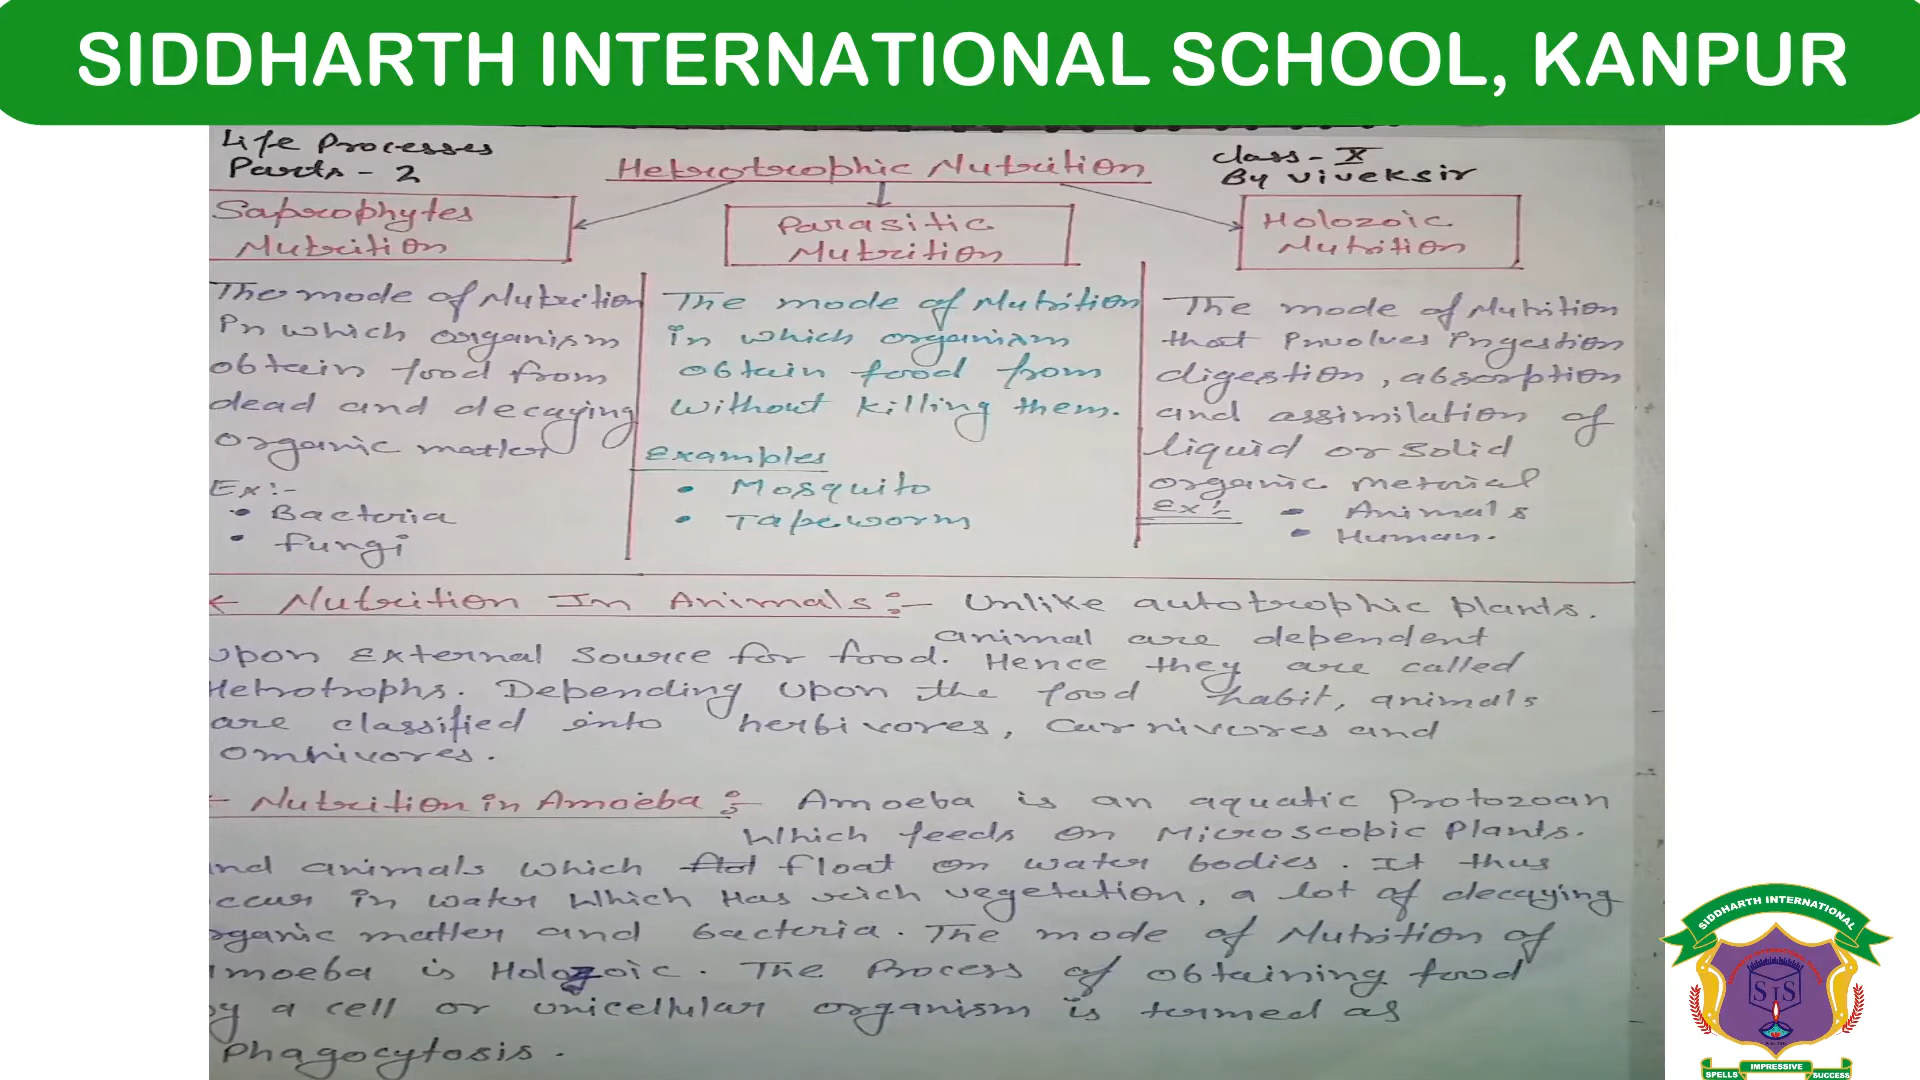 SIDDHARTH INTERNATIONAL SCHOOL, KANPUR
Life Processes
Parts - 2
Hetrotrophic Nutrition
Class - X
By Viveksir
Saprophytes
Nutrition
Parasitic
Nutrition
Holozoic
Nutrition
The mode of Nutrition
in which organism
obtain food from
dead and decaying
organic matter
Ex:-
• Bacteria
• fungi
The mode of Nutrition
in which organism
obtain food from
without killing them.
Examples
• Mosquito
• Tapeworm
The mode of Nutrition
that involves ingestion
digestion, absorption
and assimilation of
liquid or solid
organic meterial
Ex:- • Animals
• Human.
← Nutrition In Animals:- Unlike autotrophic plants.
animal are dependent
upon external source for food. Hence they are called
Hetrotrophs. Depending upon the food habit, animals
are classified into herbivores, carnivores and
omnivores.
← Nutrition in Amoeba:- Amoeba is an aquatic Protozoan
which feeds on Microscopic Plants.
nd animals which float on water bodies. It thus
ccur in water which has rich vegetation, a lot of decaying
rganic matter and bacteria. The mode of Nutrition of
moeba is Holozoic. The Process of obtaining food
by a cell or unicellular organism is termed as
Phagocytosis.
SIDDHARTH INTERNATIONAL
SIS
SPELLS IMPRESSIVE SUCCESS